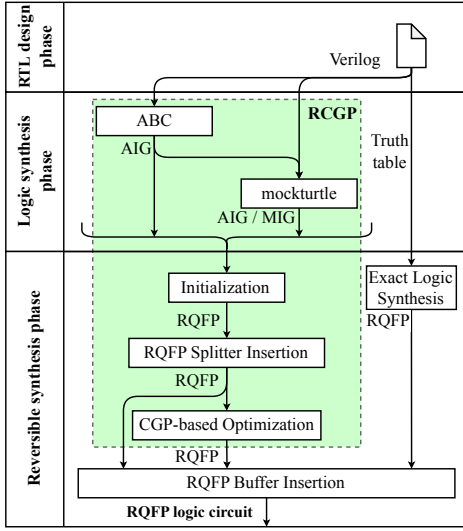 RTL design
phase
Verilog
Logic synthesis
phase
RCGP
ABC
AIG
Truth
table
mockturtle
AIG / MIG
Reversible synthesis phase
Initialization
Exact Logic
Synthesis
RQFP
RQFP
RQFP Splitter Insertion
RQFP
CGP-based Optimization
RQFP
RQFP Buffer Insertion
RQFP logic circuit